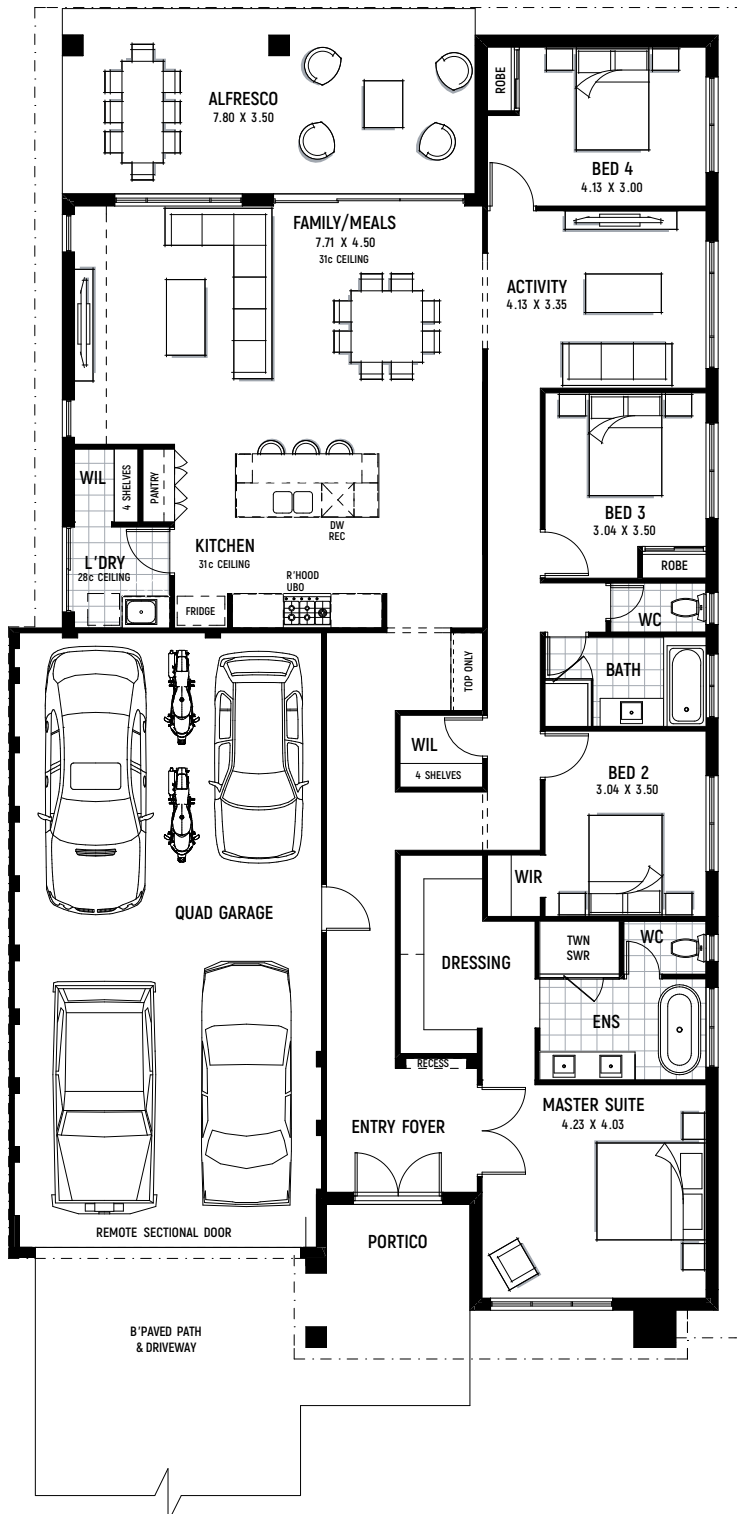 ALFRESCO
7.80 X 3.50
ROBE
BED 4
4.13 X 3.00
FAMILY/MEALS
7.71 X 4.50
31c CEILING
ACTIVITY
4.13 X 3.35
WIL
4 SHELVES
PANTRY
DW
REC
BED 3
3.04 X 3.50
ROBE
L'DRY
28c CEILING
KITCHEN
31c CEILING
R'HOOD
UBO
FRIDGE
WC
TOP ONLY
BATH
WIL
4 SHELVES
BED 2
3.04 X 3.50
WIR
QUAD GARAGE
DRESSING
TWN
SWR
WC
ENS
RECESS
ENTRY FOYER
MASTER SUITE
4.23 X 4.03
REMOTE SECTIONAL DOOR
PORTICO
B'PAVED PATH
& DRIVEWAY